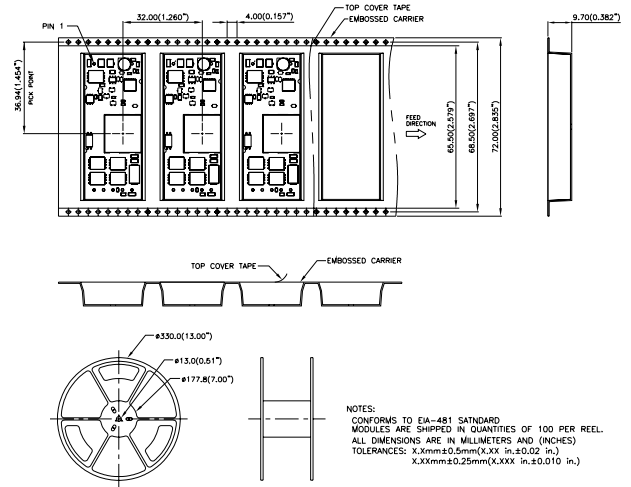 TOP COVER TAPE
EMBOSSED CARRIER
32.00(1.260")
4.00(0.157")
9.70(0.382")
PIN 1
36.94(1.454")
PICK POINT
FEED
DIRECTION
65.50(2.579")
68.50(2.697")
72.00(2.835")
TOP COVER TAPE
EMBOSSED CARRIER
ø330.0(13.00")
ø13.0(0.51")
ø177.8(7.00")
NOTES:
CONFORMS TO EIA-481 SATNDARD
MODULES ARE SHIPPED IN QUANTITIES OF 100 PER REEL.
ALL DIMENSIONS ARE IN MILLIMETERS AND (INCHES)
TOLERANCES: X.Xmm±0.5mm(X.XX in.±0.02 in.)
X.XXmm±0.25mm(X.XXX in.±0.010 in.)